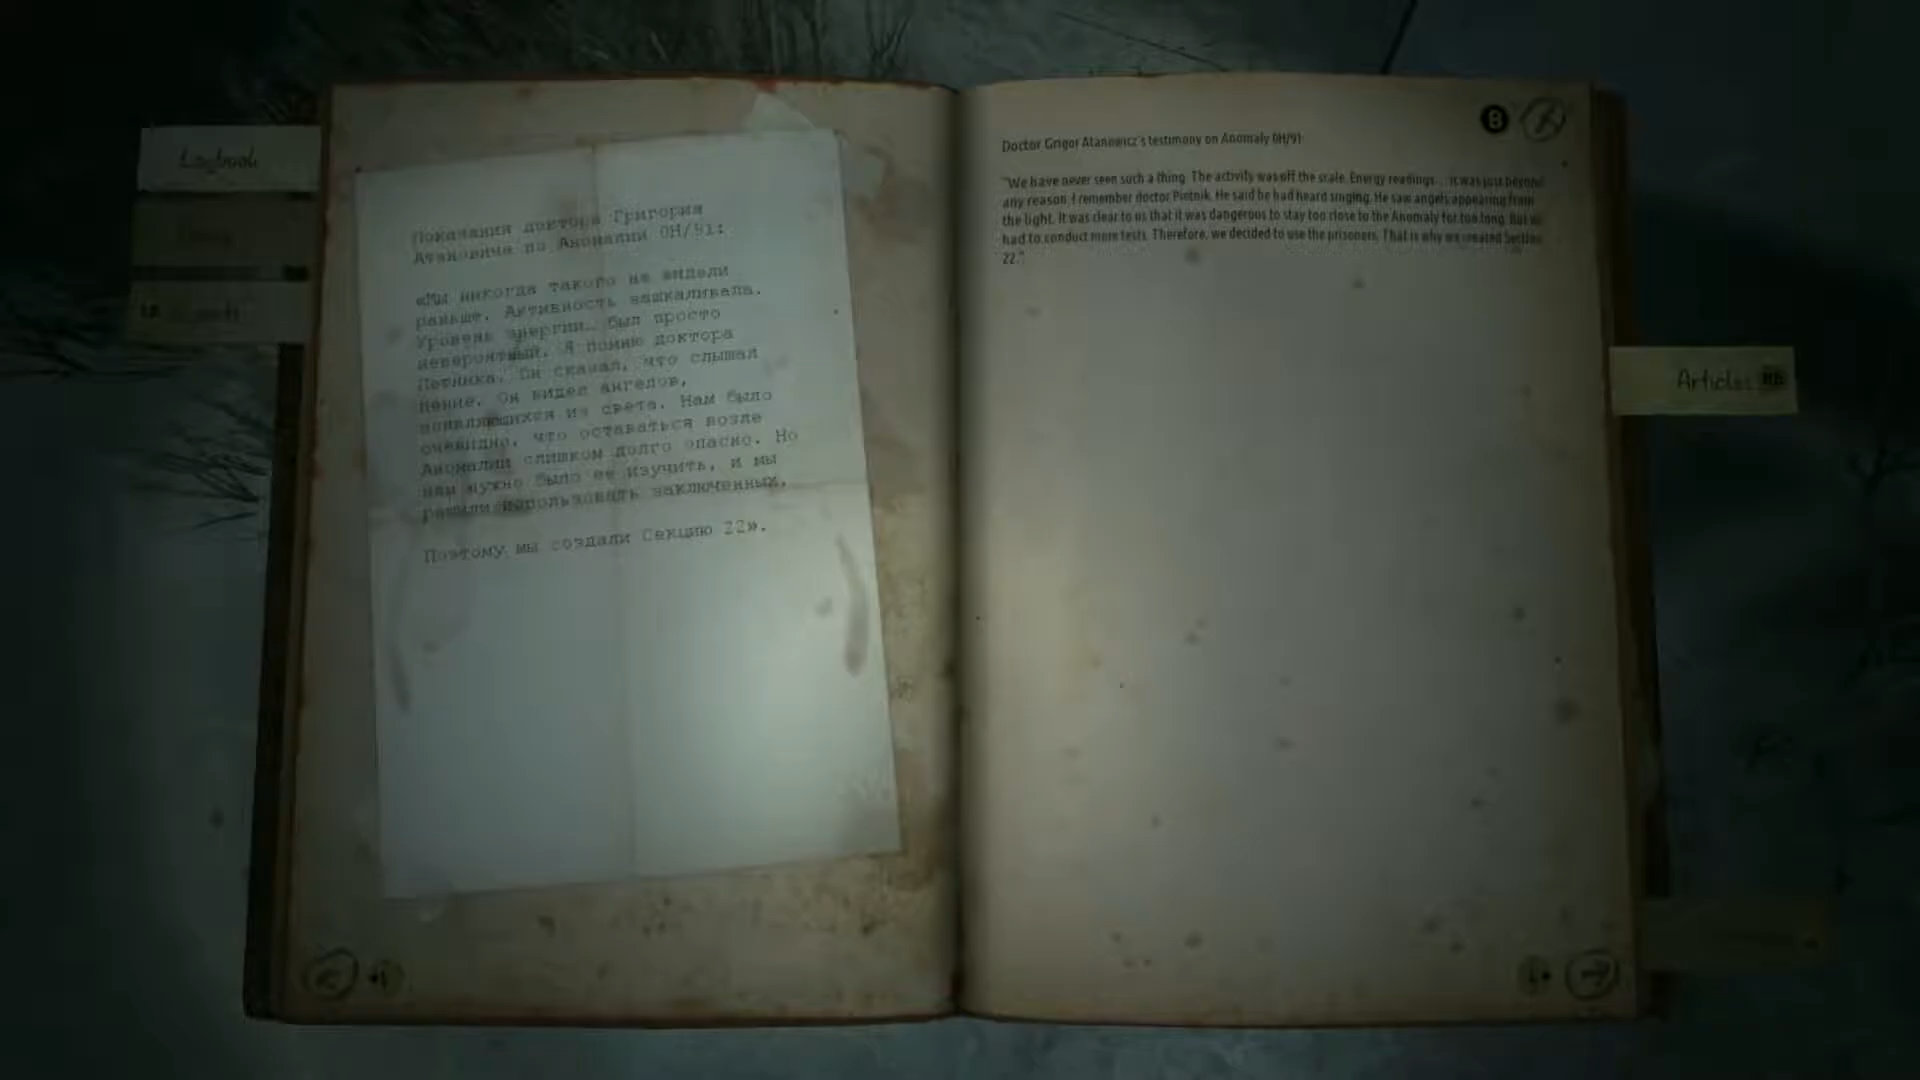 Logbook
Показания доктора Григория
Атановича по Аномалии OH/91:
«Мы никогда такого не видели
раньше. Активность зашкаливала.
Уровень энергии… был просто
невероятный. Я помню доктора
Петника. Он сказал, что слышал
пение. Он видел ангелов,
появляющихся из света. Нам было
очевидно, что оставаться возле
Аномалии слишком долго опасно. Но
нам нужно было ее изучить, и мы
решили использовать заключенных.
Поэтому мы создали Секцию 22».
B
Doctor Grigor Atanowicz's testimony on Anomaly OH/91:
"We have never seen such a thing. The activity was off the scale. Energy readings... it was just beyond
any reason. I remember doctor Pietnik. He said he had heard singing. He saw angels appearing from
the light. It was clear to us that it was dangerous to stay too close to the Anomaly for too long. But we
had to conduct more tests. Therefore, we decided to use the prisoners. That is why we created Section
22."
Articles RB